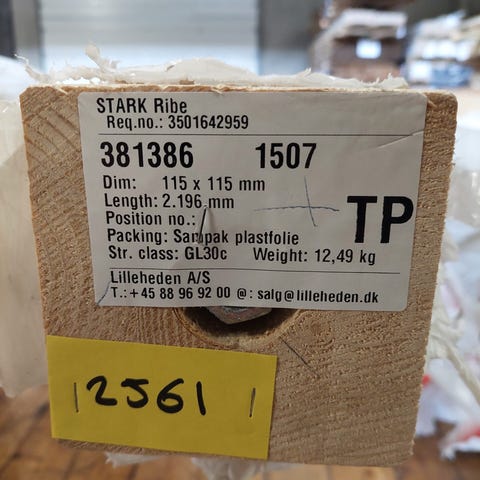 STARK Ribe
Req.no.: 3501642959
381386 1507
Dim: 115 x 115 mm
Length: 2.196 mm
Position no.:
TP
Packing: Sampak plastfolie
Str. class: GL30c Weight: 12,49 kg
Lilleheden A/S
T.: +45 88 96 92 00 @: salg@lilleheden.dk
2561